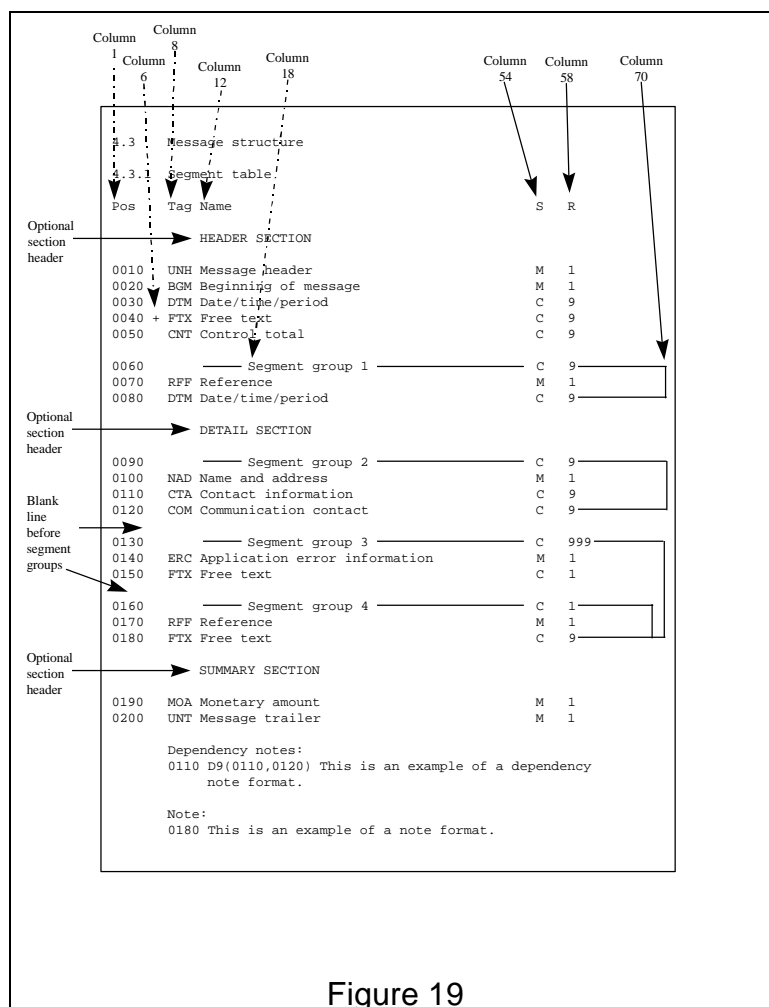 Column
1
Column
6
Column
8
Column
12
Column
18
Column
54
Column
58
Column
70
4.3 Message structure
4.3.1 Segment table
Pos Tag Name S R
Optional
section
header
HEADER SECTION
0010 UNH Message header M 1
0020 BGM Beginning of message M 1
0030 DTM Date/time/period C 9
0040 + FTX Free text C 9
0050 CNT Control total C 9
0060 Segment group 1 C 9
0070 RFF Reference M 1
0080 DTM Date/time/period C 9
Optional
section
header
DETAIL SECTION
0090 Segment group 2 C 9
0100 NAD Name and address M 1
0110 CTA Contact information C 9
0120 COM Communication contact C 9
Blank
line
before
segment
groups
0130 Segment group 3 C 999
0140 ERC Application error information M 1
0150 FTX Free text C 1
0160 Segment group 4 C 1
0170 RFF Reference M 1
0180 FTX Free text C 9
Optional
section
header
SUMMARY SECTION
0190 MOA Monetary amount M 1
0200 UNT Message trailer M 1
Dependency notes:
0110 D9(0110,0120) This is an example of a dependency
note format.
Note:
0180 This is an example of a note format.
Figure 19